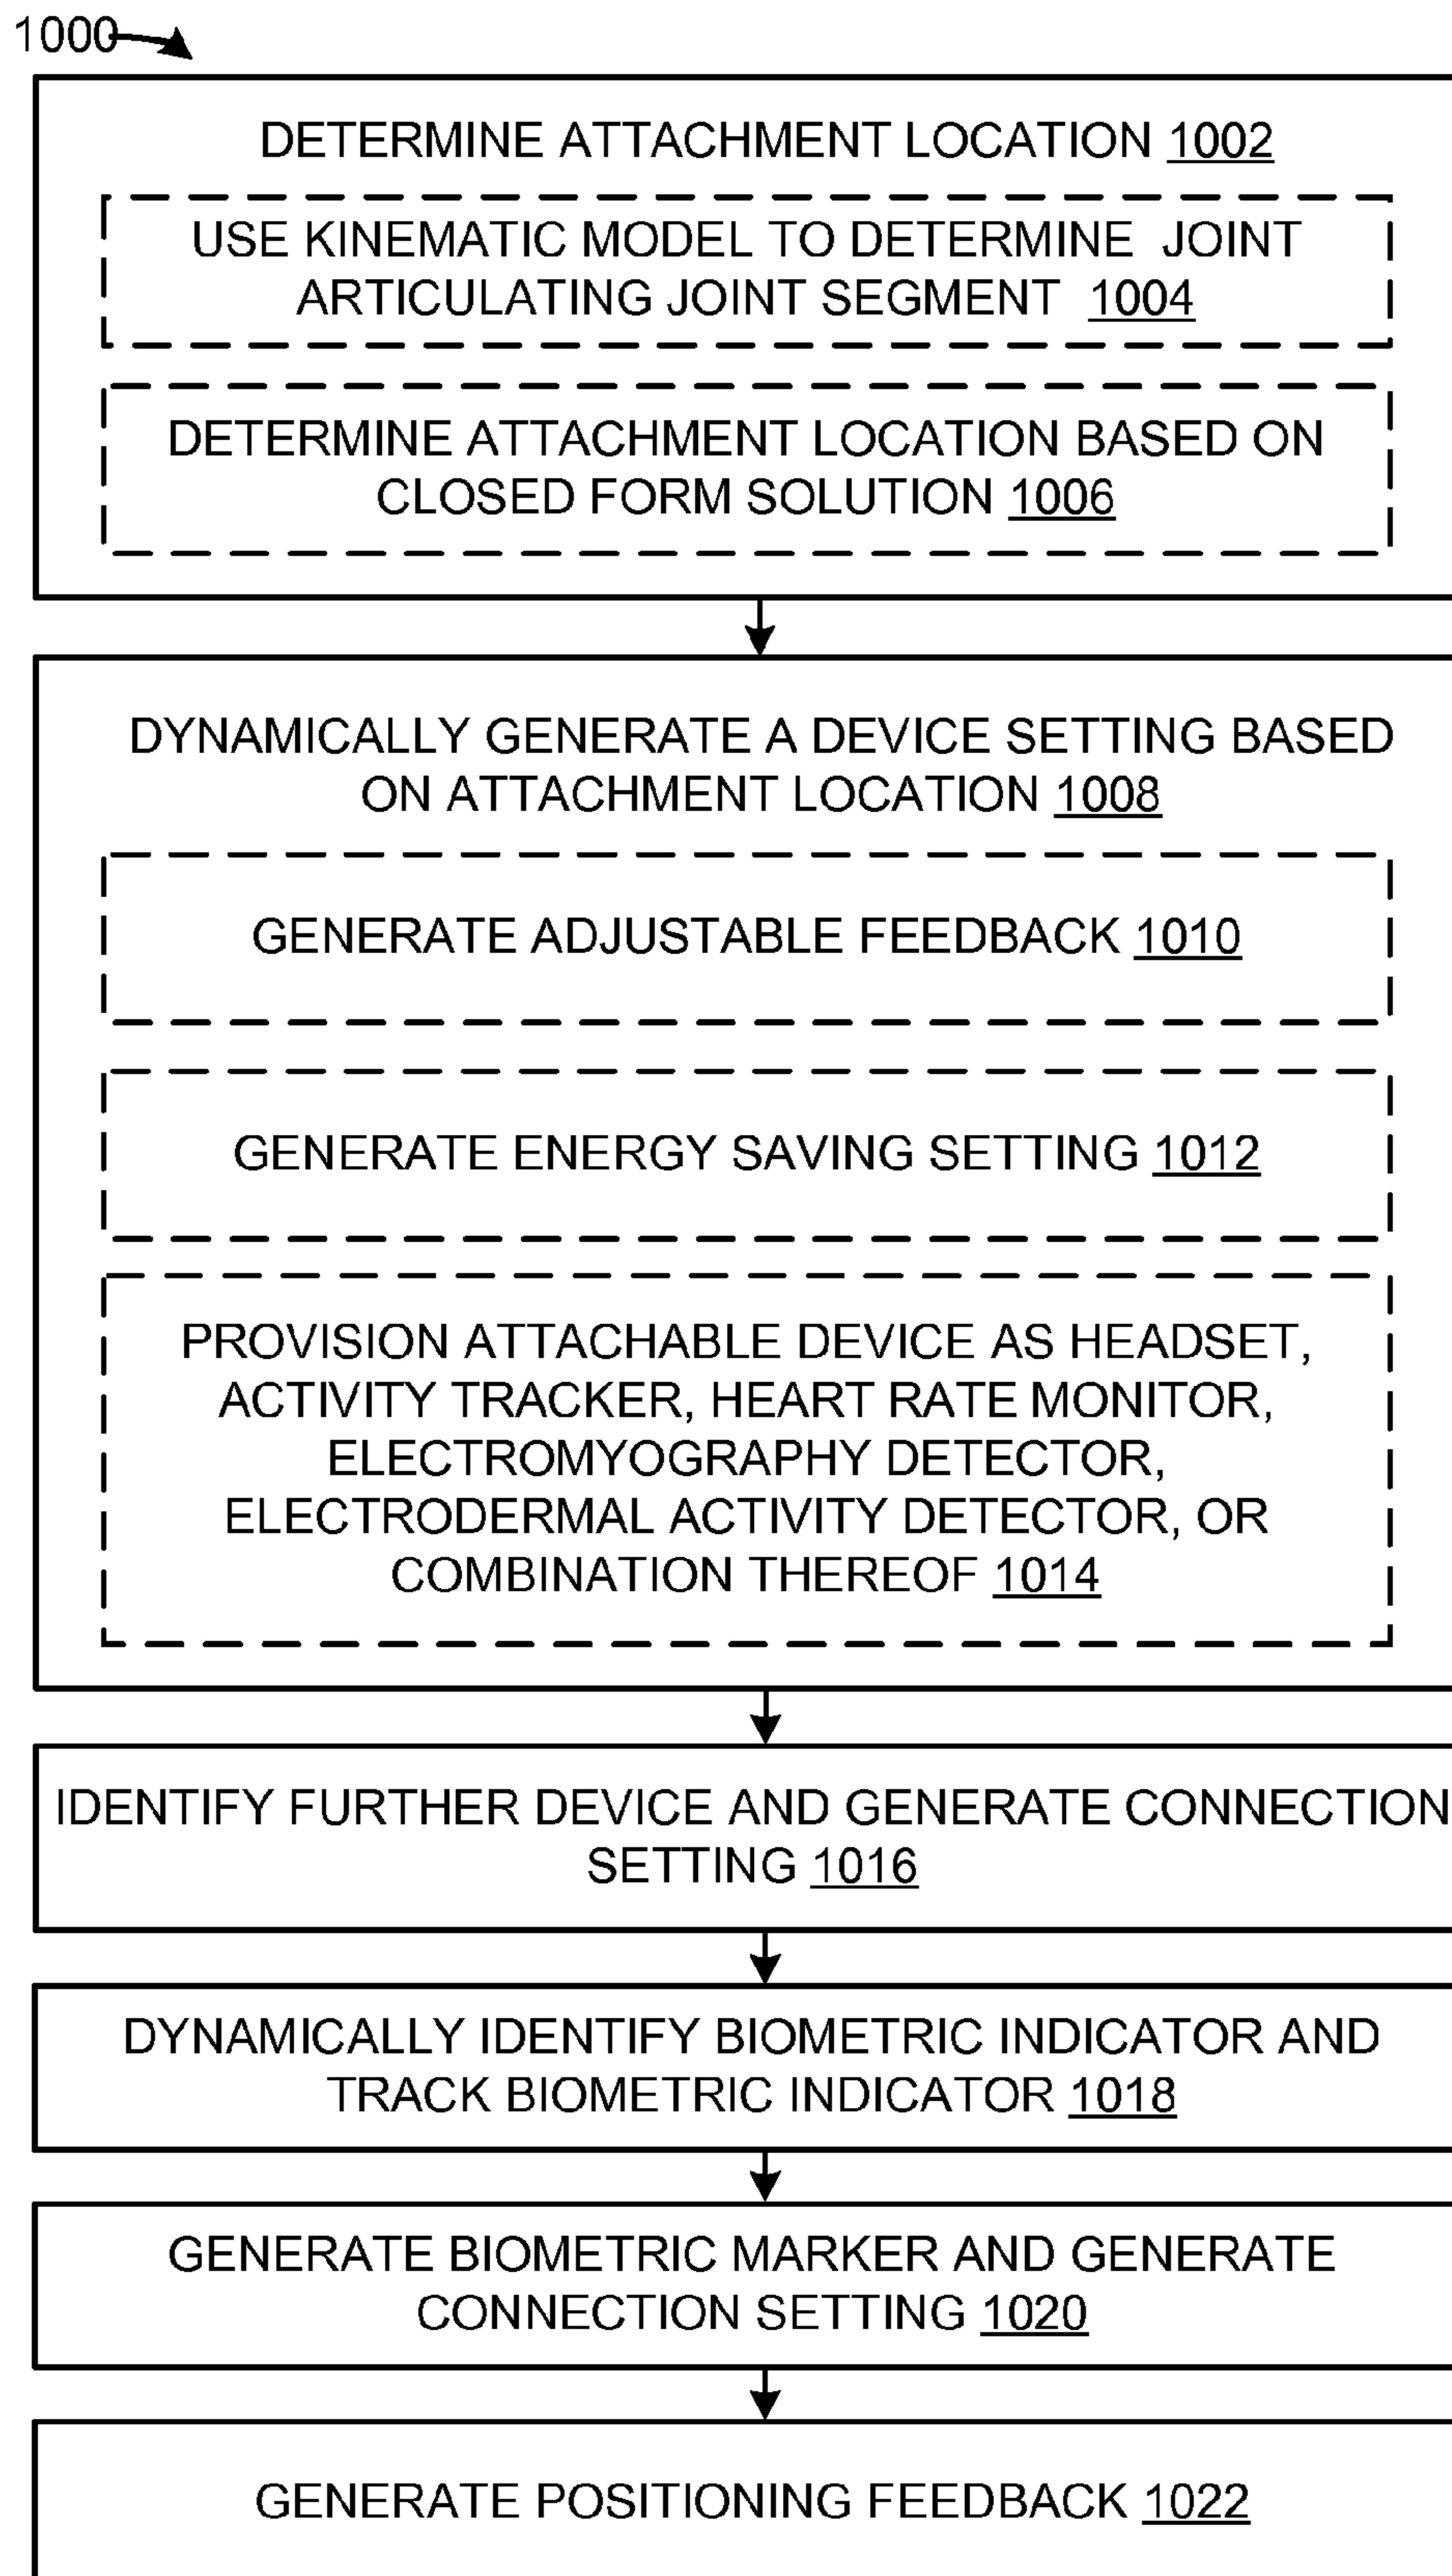 1000
DETERMINE ATTACHMENT LOCATION 1002
USE KINEMATIC MODEL TO DETERMINE JOINT
ARTICULATING JOINT SEGMENT 1004
DETERMINE ATTACHMENT LOCATION BASED ON
CLOSED FORM SOLUTION 1006
DYNAMICALLY GENERATE A DEVICE SETTING BASED
ON ATTACHMENT LOCATION 1008
GENERATE ADJUSTABLE FEEDBACK 1010
GENERATE ENERGY SAVING SETTING 1012
PROVISION ATTACHABLE DEVICE AS HEADSET,
ACTIVITY TRACKER, HEART RATE MONITOR,
ELECTROMYOGRAPHY DETECTOR,
ELECTRODERMAL ACTIVITY DETECTOR, OR
COMBINATION THEREOF 1014
IDENTIFY FURTHER DEVICE AND GENERATE CONNECTION
SETTING 1016
DYNAMICALLY IDENTIFY BIOMETRIC INDICATOR AND
TRACK BIOMETRIC INDICATOR 1018
GENERATE BIOMETRIC MARKER AND GENERATE
CONNECTION SETTING 1020
GENERATE POSITIONING FEEDBACK 1022